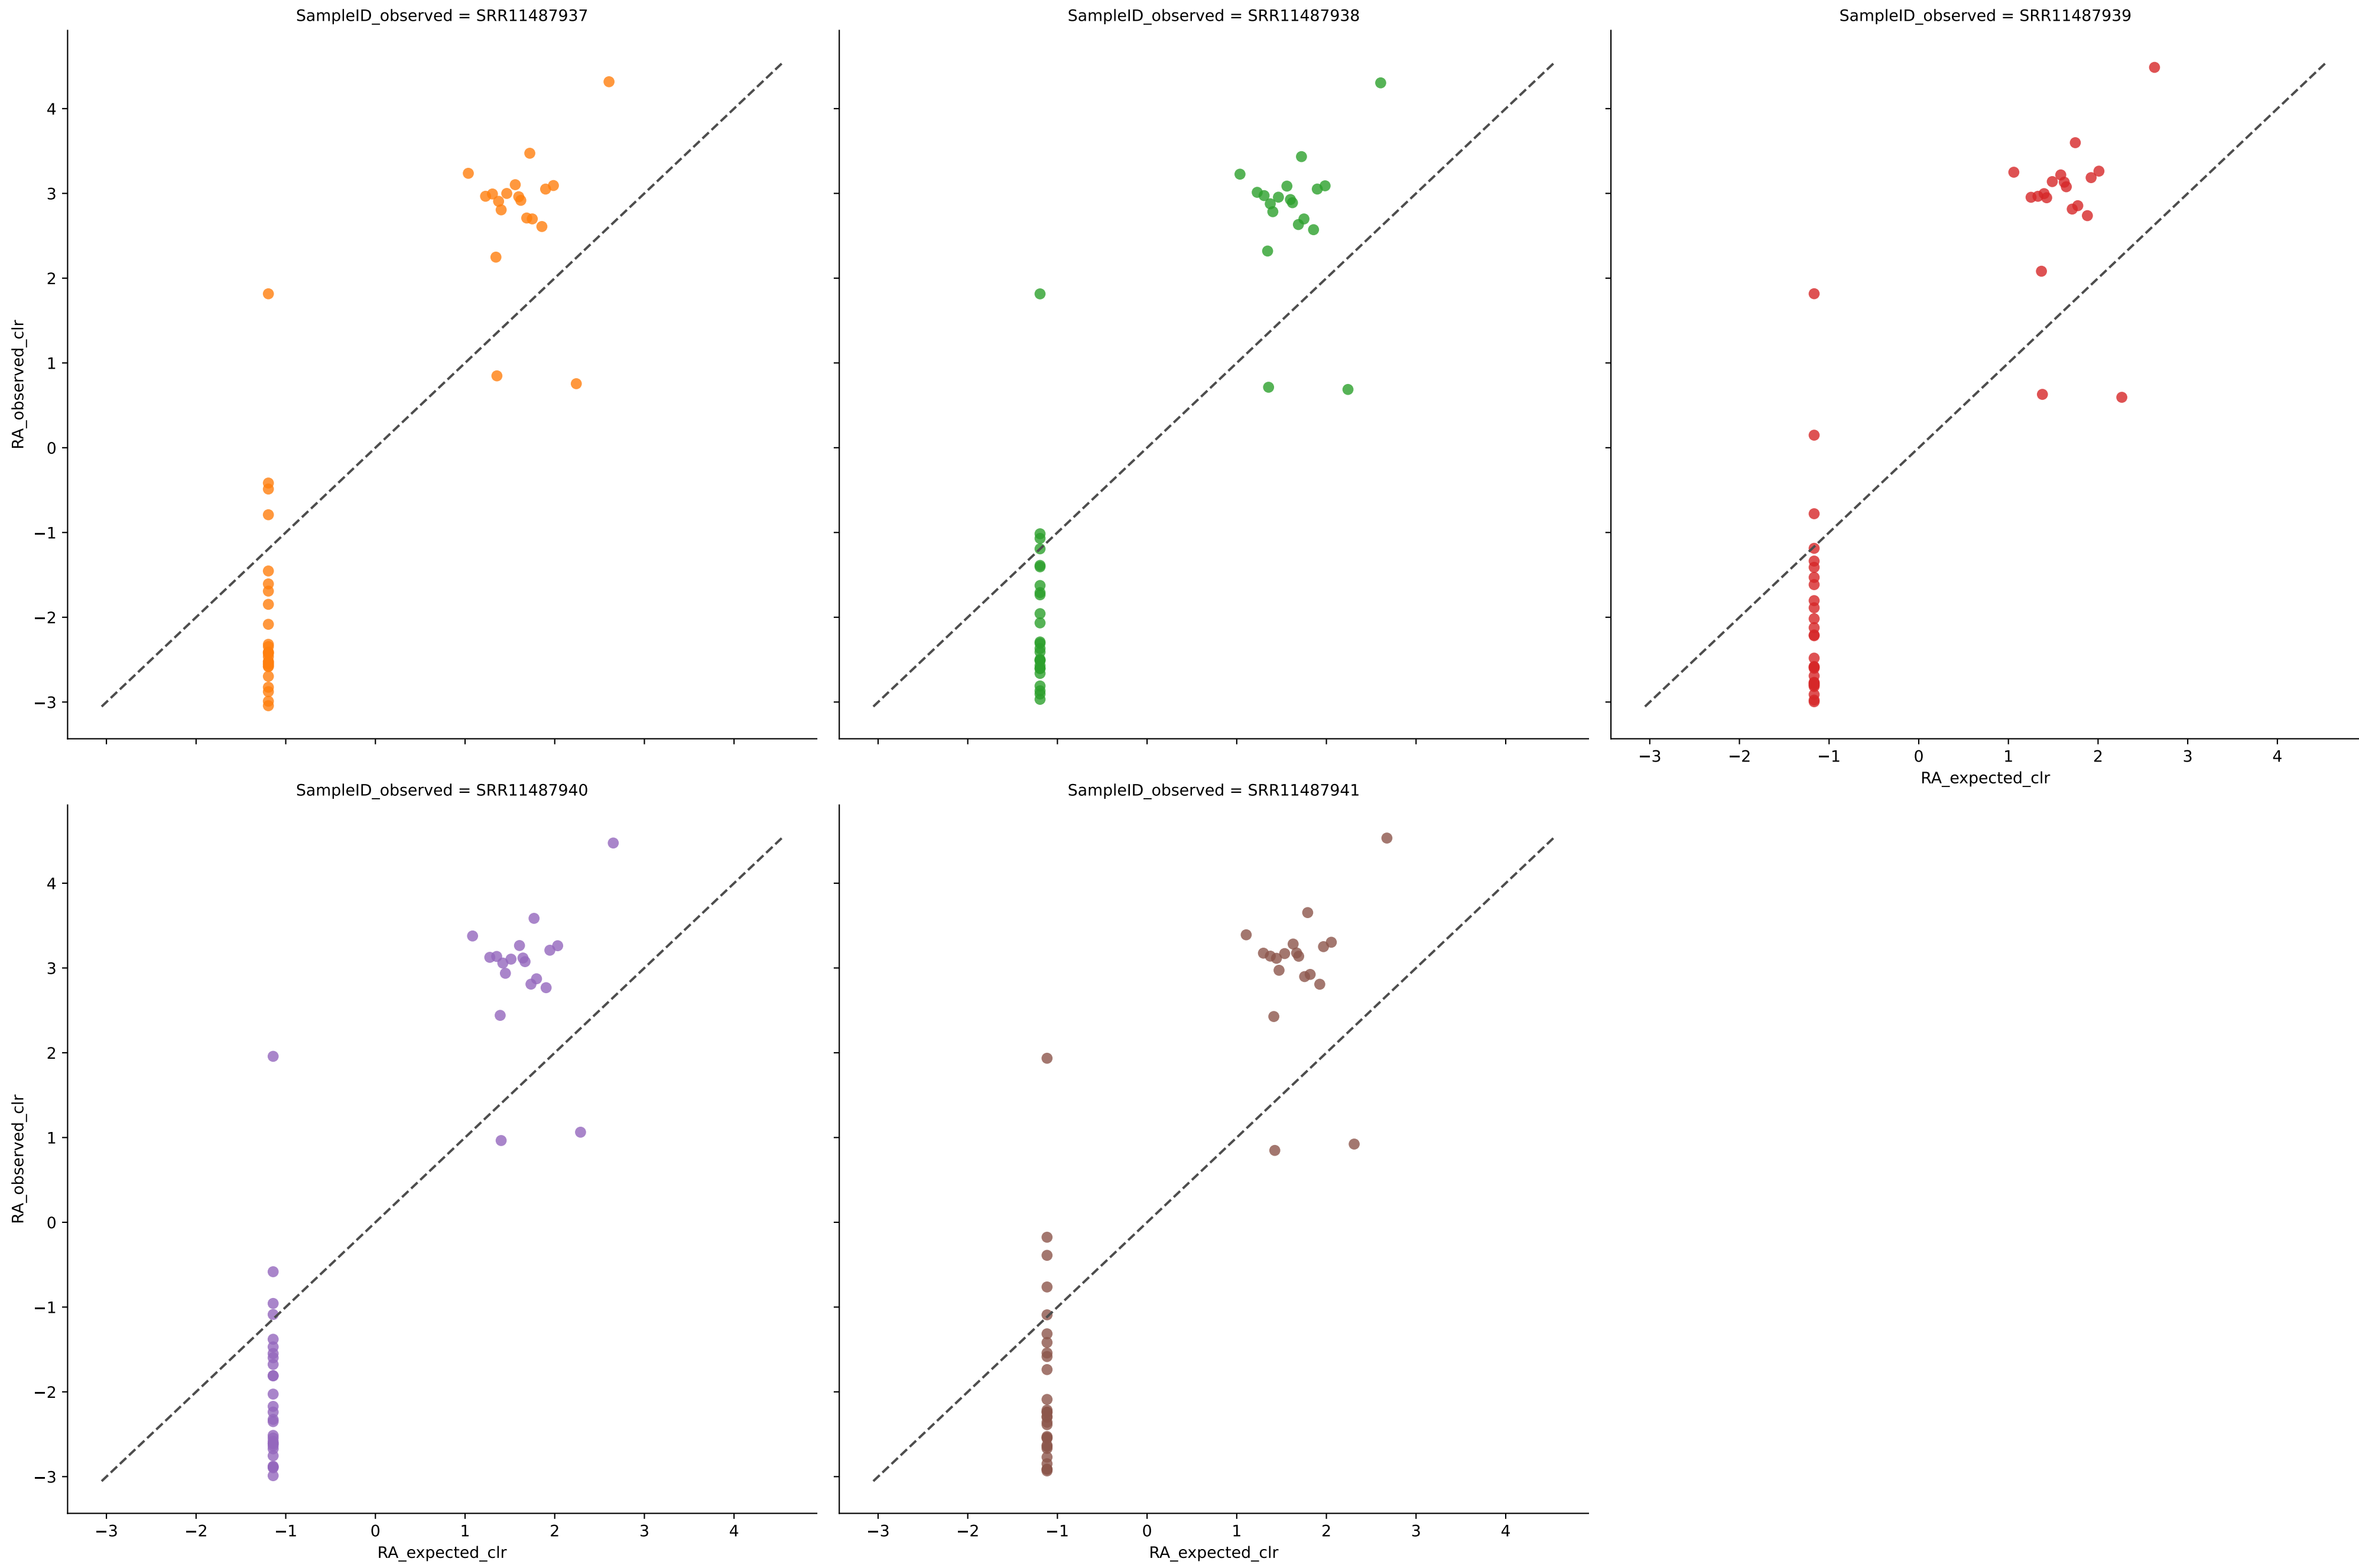 SampleID_observed = SRR11487937
SampleID_observed = SRR11487938
SampleID_observed = SRR11487939
RA_observed_clr
4
3
2
1
0
−1
−2
−3
−3 −2 −1 0 1 2 3 4
RA_expected_clr
SampleID_observed = SRR11487940
SampleID_observed = SRR11487941
RA_observed_clr
4
3
2
1
0
−1
−2
−3
−3 −2 −1 0 1 2 3 4
RA_expected_clr
−3 −2 −1 0 1 2 3 4
RA_expected_clr